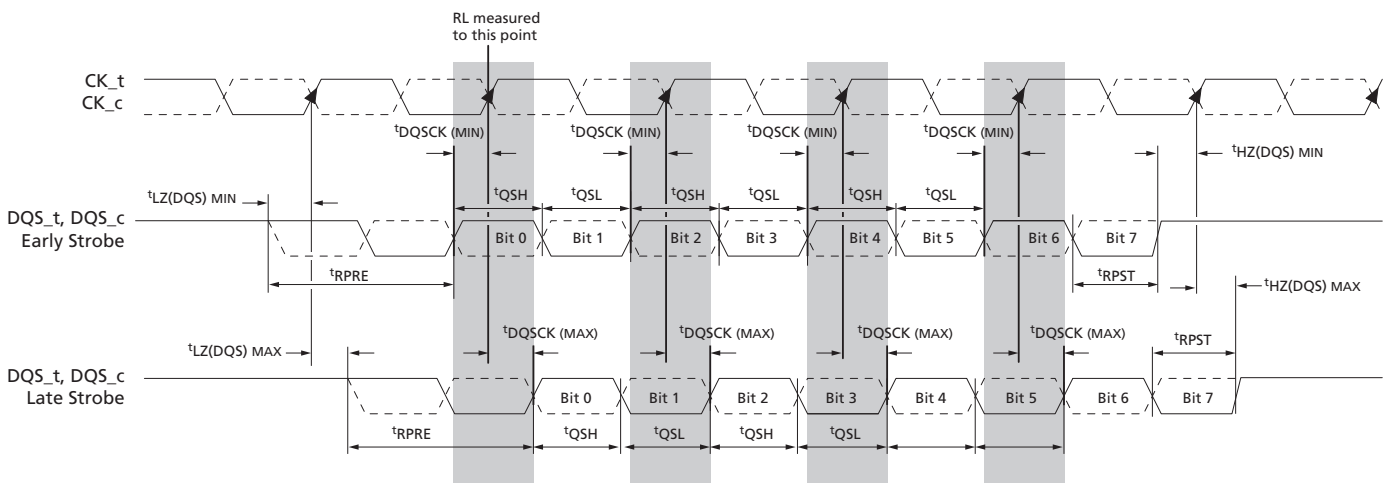 RL measured
to this point
CK_t
CK_c
tDQSCK (MIN) tDQSCK (MIN) tDQSCK (MIN) tDQSCK (MIN)
tHZ(DQS) MIN
tLZ(DQS) MIN
tQSH tQSL tQSH tQSL tQSH tQSL
DQS_t, DQS_c
Early Strobe
Bit 0 Bit 1 Bit 2 Bit 3 Bit 4 Bit 5 Bit 6 Bit 7
tRPRE tRPST
tHZ(DQS) MAX
tDQSCK (MAX) tDQSCK (MAX) tDQSCK (MAX) tDQSCK (MAX)
tRPST
tLZ(DQS) MAX
DQS_t, DQS_c
Late Strobe
Bit 0 Bit 1 Bit 2 Bit 3 Bit 4 Bit 5 Bit 6 Bit 7
tRPRE tQSH tQSL tQSH tQSL